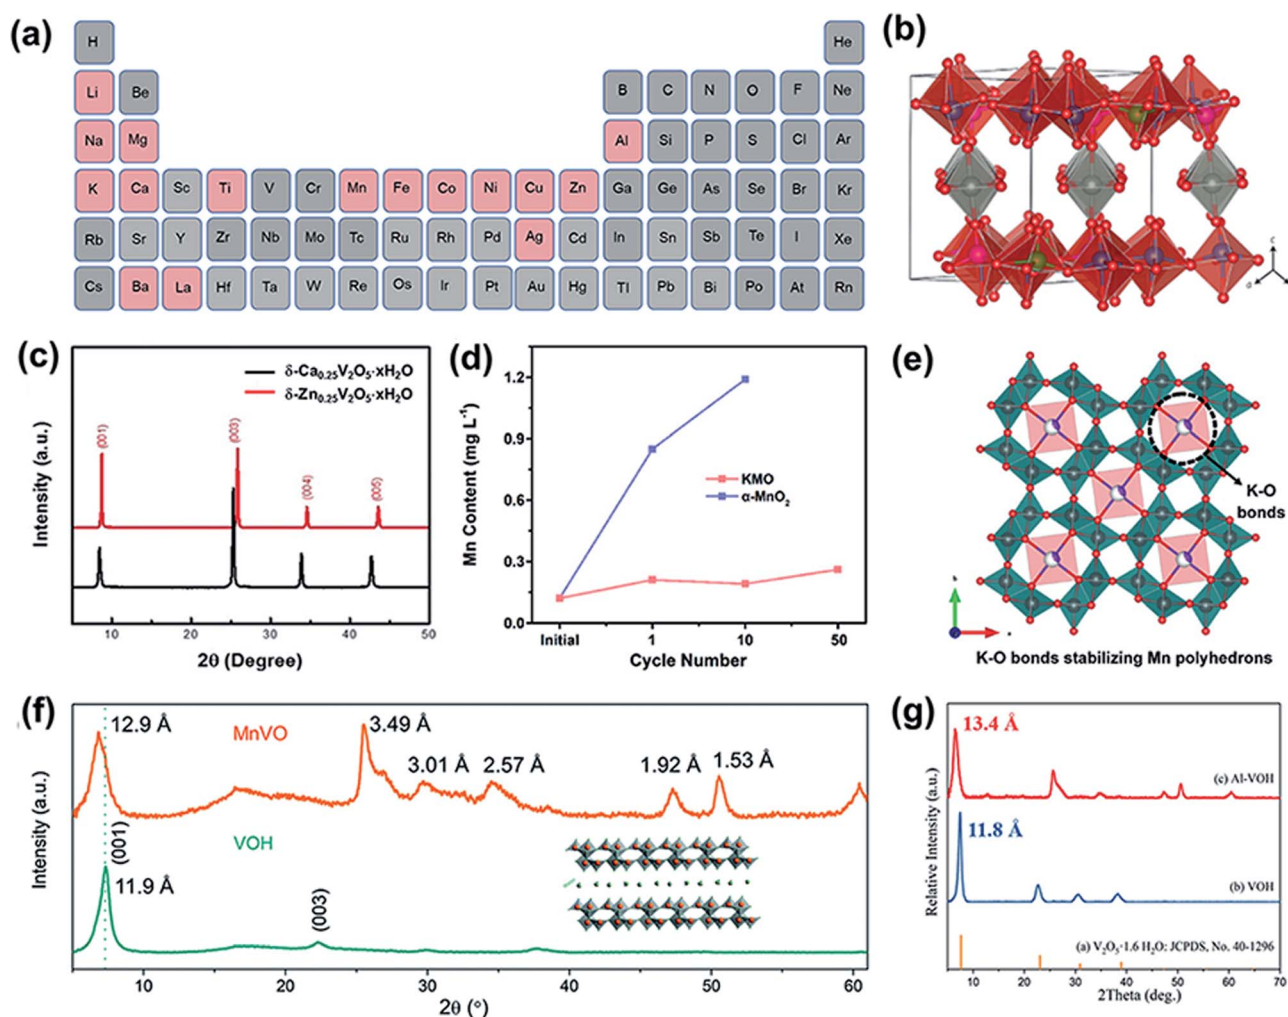 (a)
H He
Li Be B C N O F Ne
Na Mg Al Si P S Cl Ar
K Ca Sc Ti V Cr Mn Fe Co Ni Cu Zn Ga Ge As Se Br Kr
Rb Sr Y Zr Nb Mo Tc Ru Rh Pd Ag Cd In Sn Sb Te I Xe
Cs Ba La Hf Ta W Re Os Ir Pt Au Hg Tl Pb Bi Po At Rn
(b)
c
(c)
δ-Ca0.25V2O5·xH2O
δ-Zn0.25V2O5·xH2O
(001)
(003)
(004)
(005)
Intensity (a.u.)
10 20 30 40 50
2θ (Degree)
(d)
Mn Content (mg L-1)
1.2
0.9
0.6
0.3
0.0
KMO
α-MnO2
Initial 1 10 50
Cycle Number
(e)
K-O
bonds
b
a
K-O bonds stabilizing Mn polyhedrons
(f)
12.9 Å
MnVO
3.49 Å
3.01 Å
2.57 Å
1.92 Å
1.53 Å
VOH
(001)
11.9 Å
(003)
Intensity (a.u.)
10 20 30 40 50 60
2θ (°)
(g)
13.4 Å
(c) Al-VOH
11.8 Å
(b) VOH
(a) V2O5·1.6 H2O: JCPDS, No. 40-1296
Relative Intensity (a.u.)
10 20 30 40 50 60 70
2Theta (deg.)